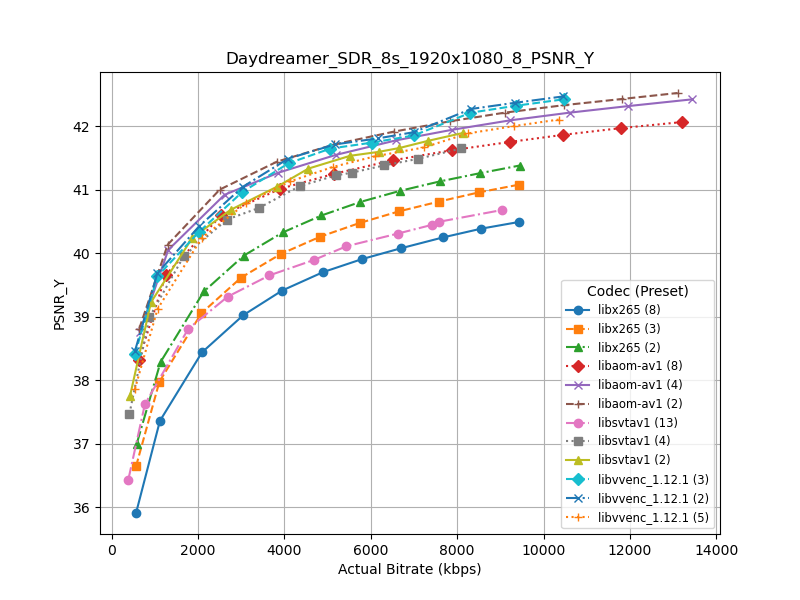 Daydreamer_SDR_8s_1920x1080_8_PSNR_Y
PSNR_Y
42
41
40
39
38
37
36
0
2000
4000
6000
8000
10000
12000
14000
Actual Bitrate (kbps)
Codec (Preset)
libx265 (8)
libx265 (3)
libx265 (2)
libaom-av1 (8)
libaom-av1 (4)
libaom-av1 (2)
libsvtav1 (13)
libsvtav1 (4)
libsvtav1 (2)
libvvenc_1.12.1 (3)
libvvenc_1.12.1 (2)
libvvenc_1.12.1 (5)